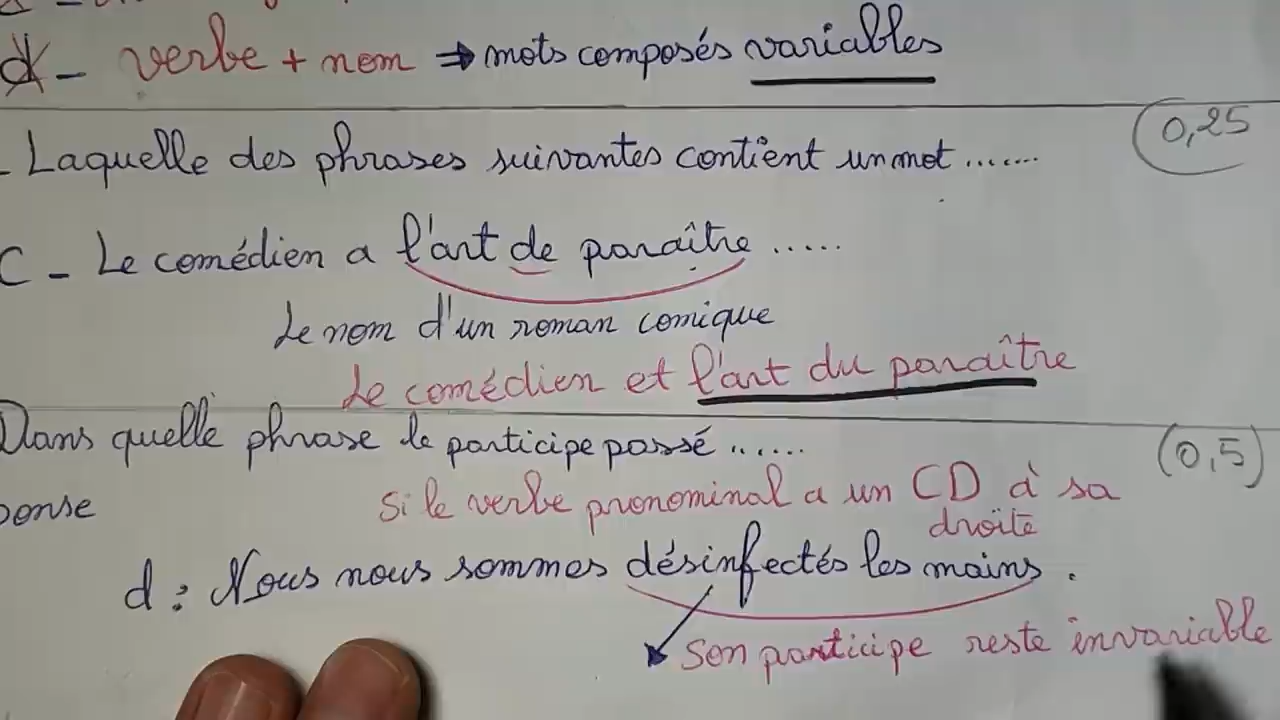 d - verbe + nom ⇒ mots composés variables
0,25
- Laquelle des phrases suivantes contient un mot .......
C - Le comédien a l'art de paraître .....
Le nom d'un roman comique
Le comédien et l'art du paraître
Dans quelle phrase le participe passé ......
(0,5)
ponse
Si le verbe pronominal a un CD à sa
droite
d : Nous nous sommes désinfectés les mains .
Son participe reste invariable